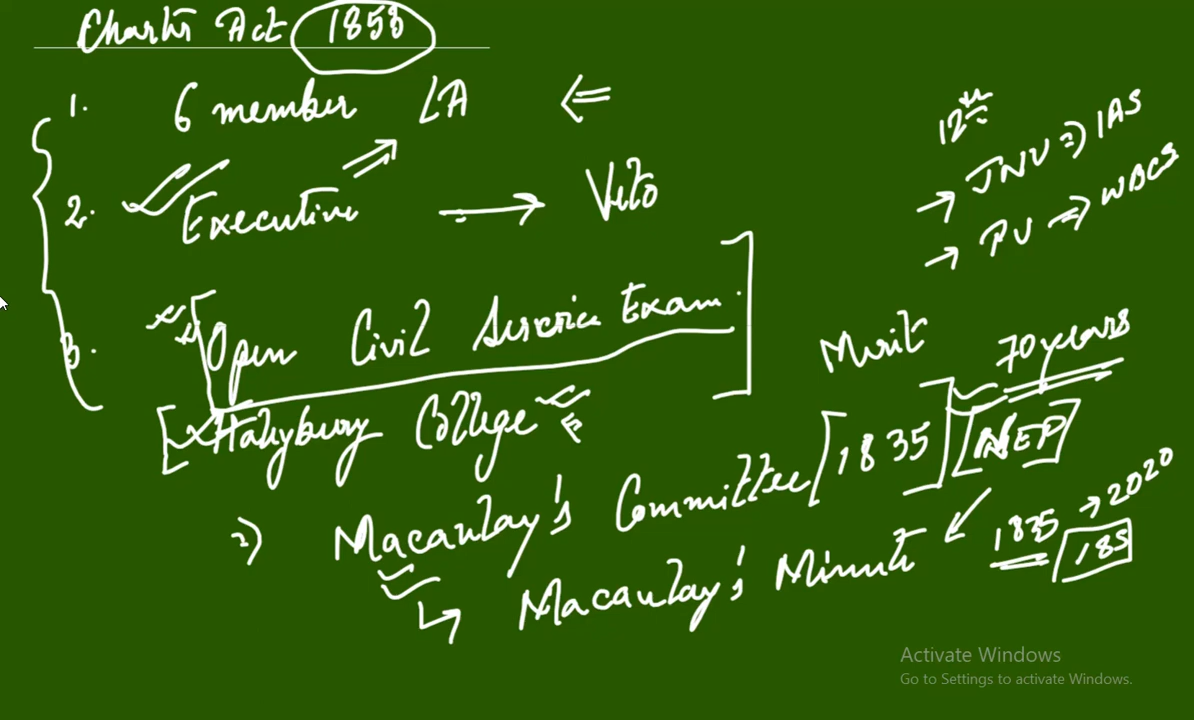 Charter Act 1853
1. 6 member LA
2. Executive → Veto
3. Open Civil Service Exam.
Haileybury College
Macaulay's Committee [1835] [NEP]
↳ Macaulay's Minute
12th
→ JNU ⇒ IAS
→ PU ⇒ WBCS
Merit
70 years
1835 → 2020
185
Activate Windows
Go to Settings to activate Windows.